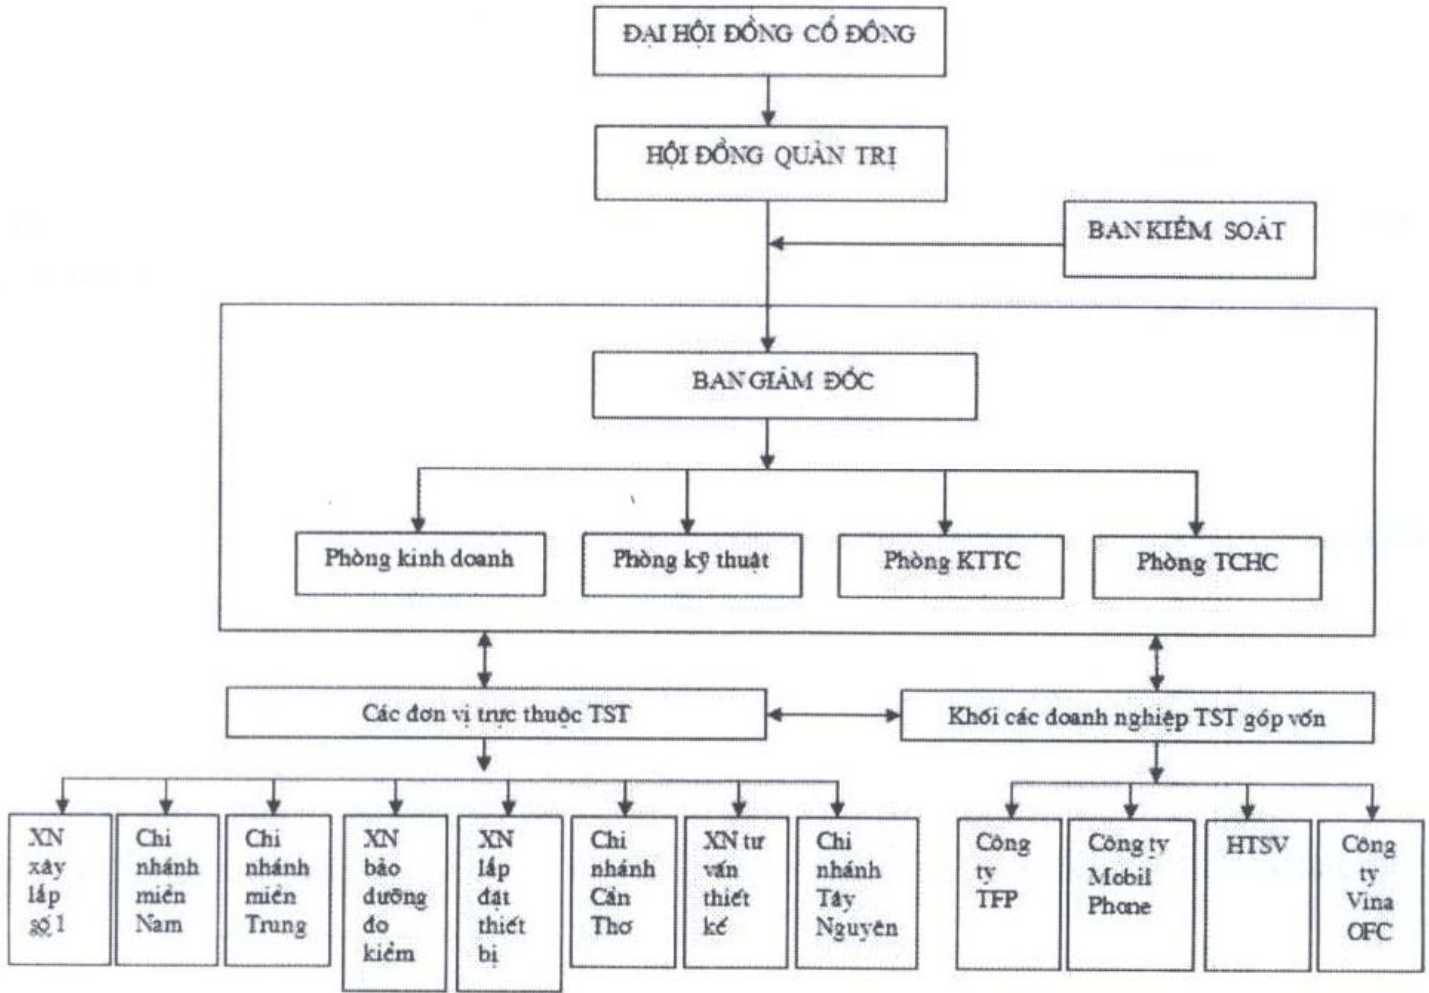 ĐẠI HỘI ĐỒNG CỔ ĐÔNG
HỘI ĐỒNG QUẢN TRỊ
BAN KIỂM SOÁT
BAN GIÁM ĐỐC
Phòng kinh doanh
Phòng kỹ thuật
Phòng KTTC
Phòng TCHC
Các đơn vị trực thuộc TST
Khối các doanh nghiệp TST góp vốn
XN
xây
lắp
số 1
Chi
nhánh
miền
Nam
Chi
nhánh
miền
Trung
XN
bảo
dưỡng
đo
kiểm
XN
lắp
đặt
thiết
bị
Chi
nhánh
Cần
Thơ
XN tư
vấn
thiết
kế
Chi
nhánh
Tây
Nguyên
Công
ty
TFP
Công ty
Mobil
Phone
HTSV
Công
ty
Vina
OFC